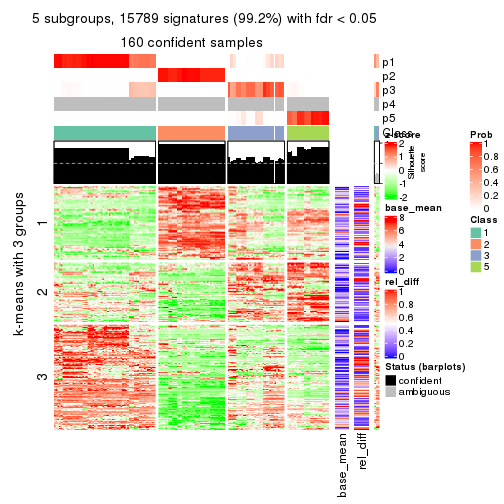 5 subgroups, 15789 signatures (99.2%) with fdr < 0.05
160 confident samples
p1
p2
p3
p4
p5
Class
z-score
2
1
0
-1
-2
Silhouette
score
Prob
1
0.8
0.6
0.4
0.2
0
Class
1
2
3
5
base_mean
8
6
4
2
0
rel_diff
1
0.8
0.6
0.4
0.2
0
Status (barplots)
confident
ambiguous
k-means with 3 groups
1
2
3
base_mean
rel_diff